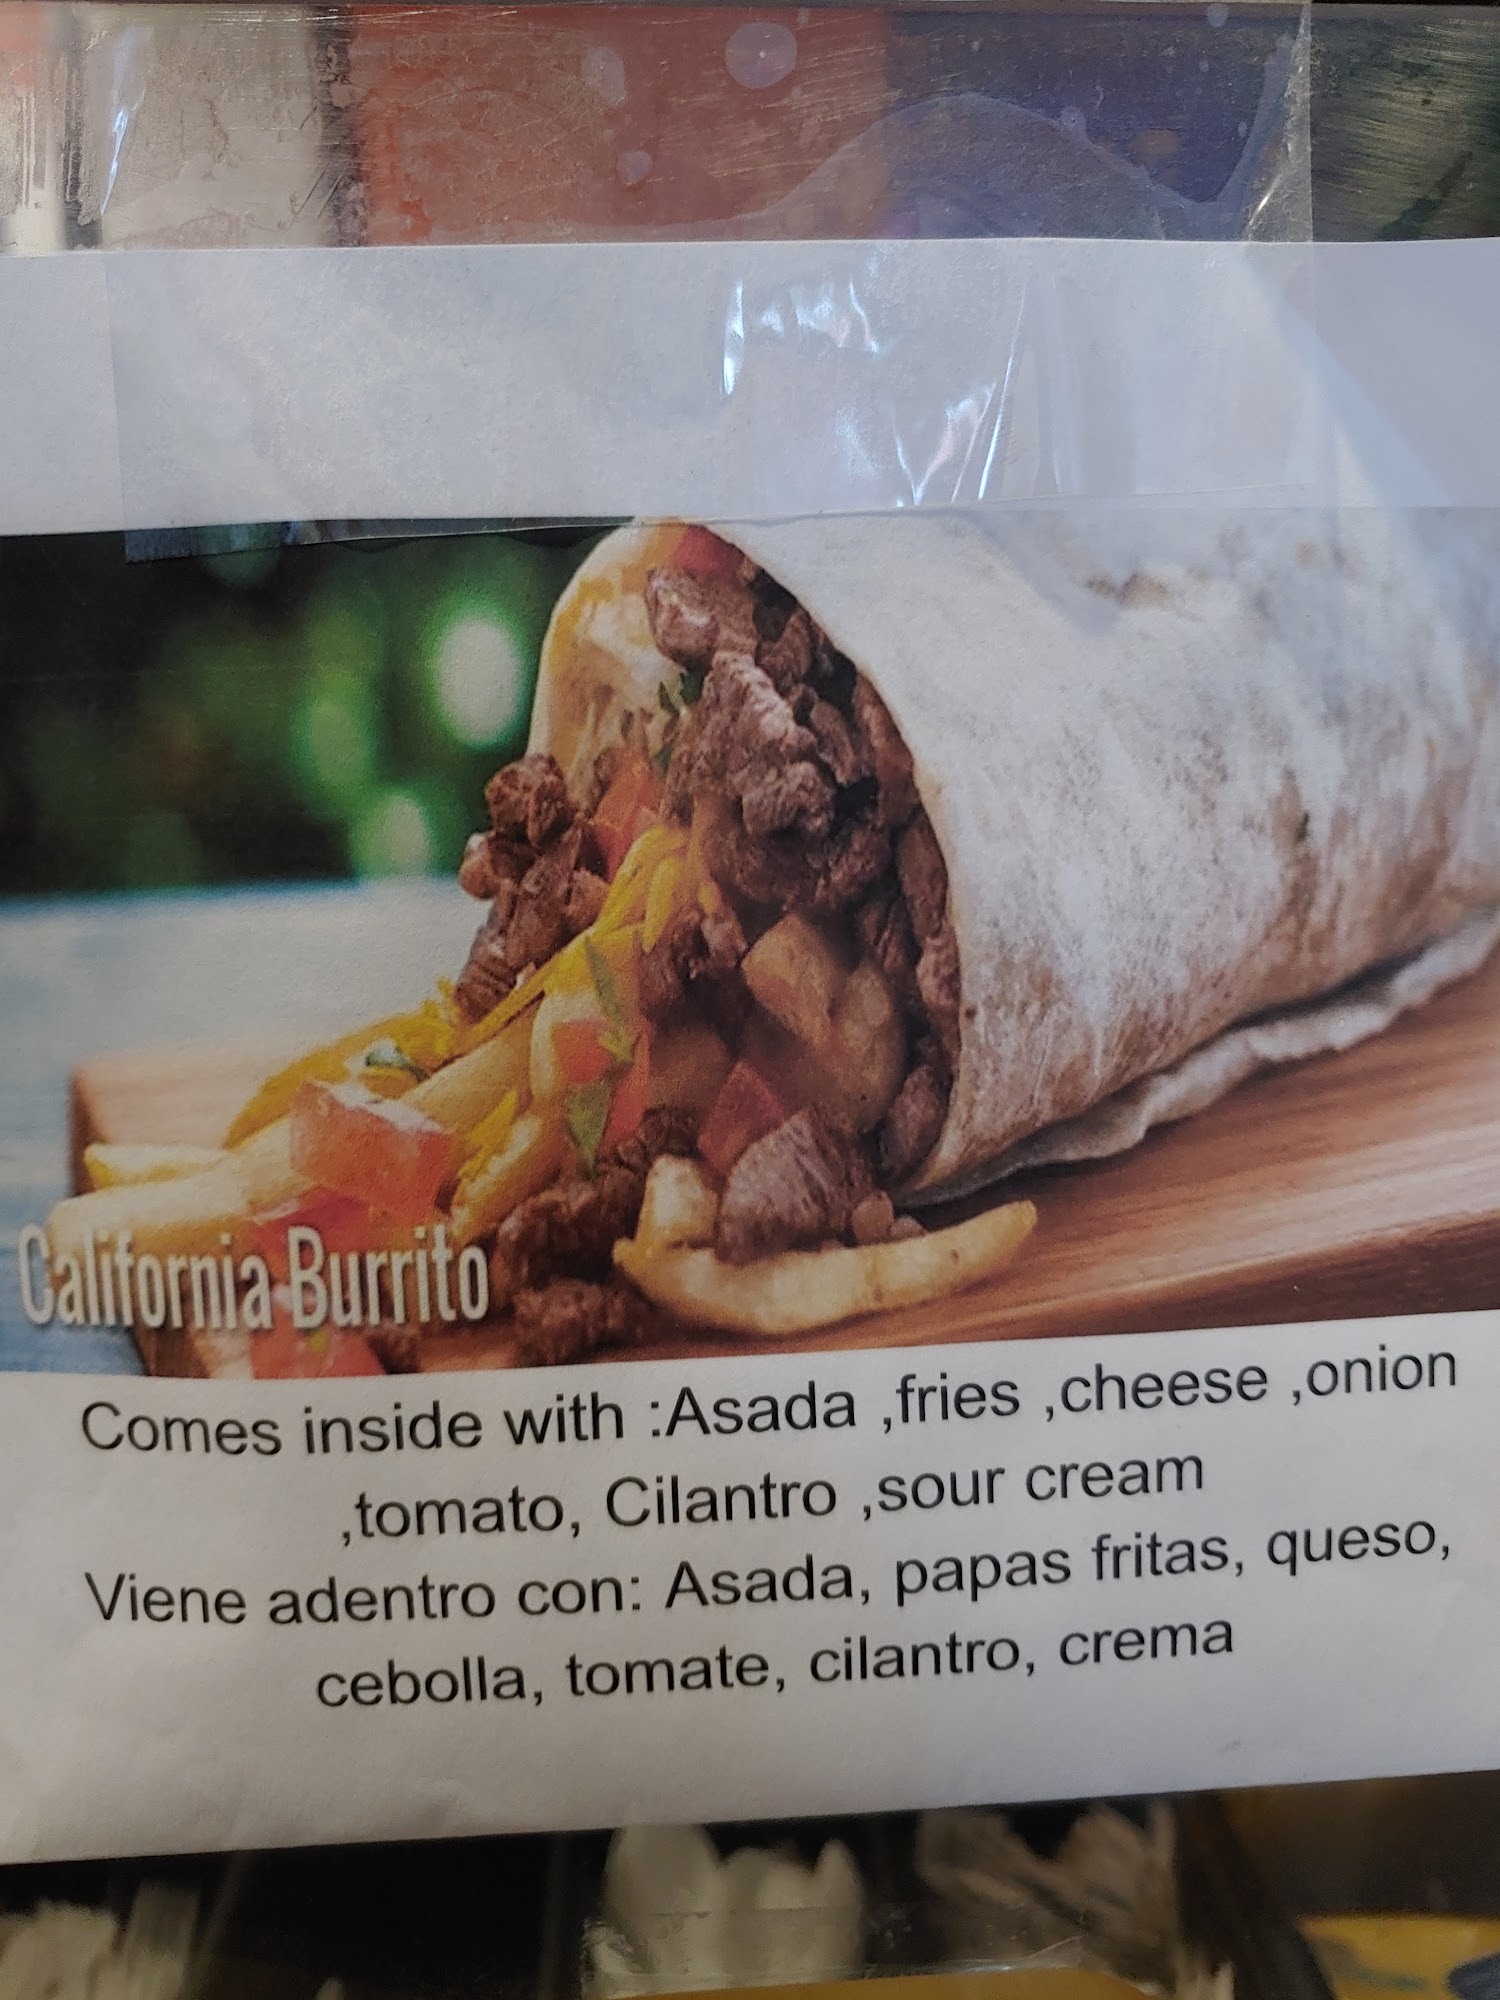 California Burrito
Comes inside with :Asada ,fries ,cheese ,onion
,tomato, Cilantro ,sour cream
Viene adentro con: Asada, papas fritas, queso,
cebolla, tomate, cilantro, crema